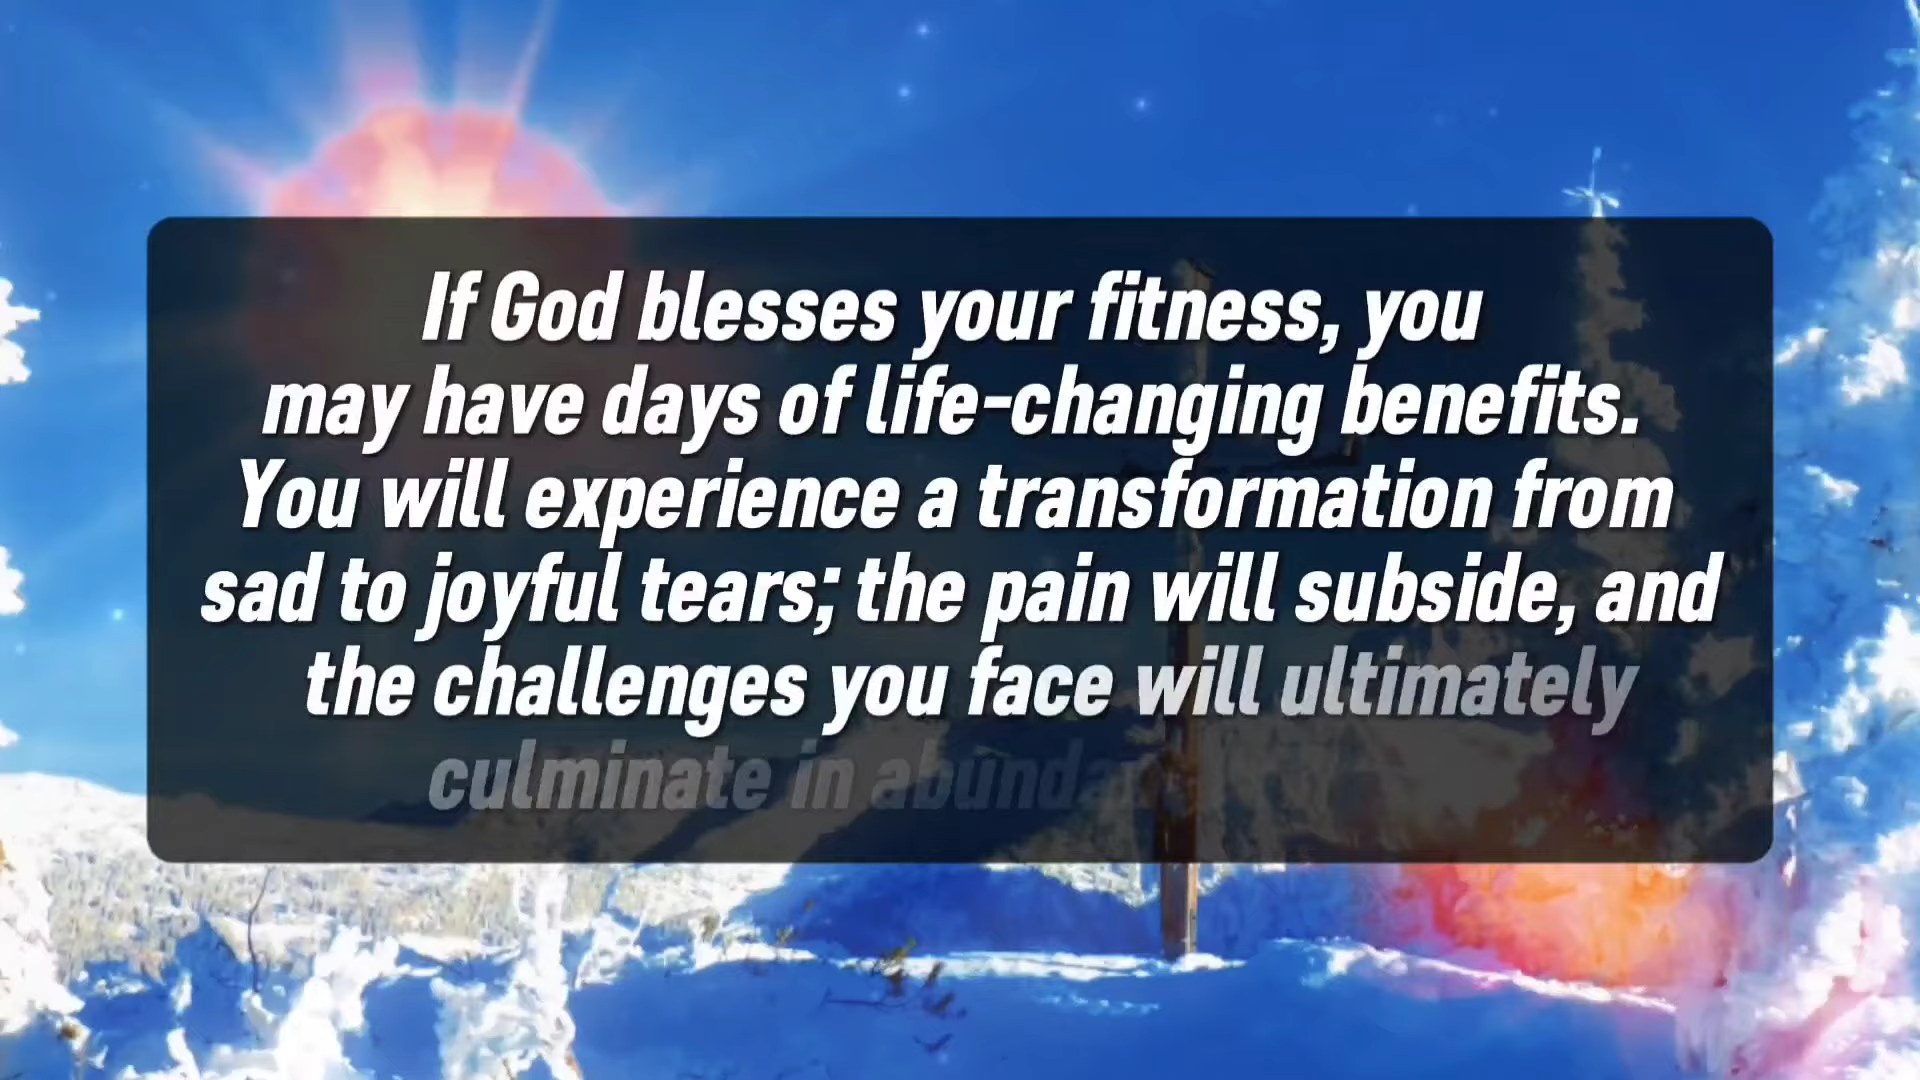 If God blesses your fitness, you
may have days of life-changing benefits.
You will experience a transformation from
sad to joyful tears; the pain will subside, and
the challenges you face will ultimately
culminate in